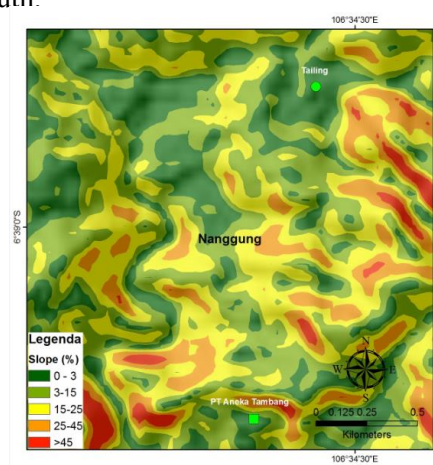 106°34'30"E
Tailing
6°39'0"S
Nanggung
Legenda
Slope (%)
0 - 3
3-15
15-25
25-45
>45
N
W
E
S
PT Aneka Tambang
0 0.125 0.25 0.5
Kilometers
106°34'30"E